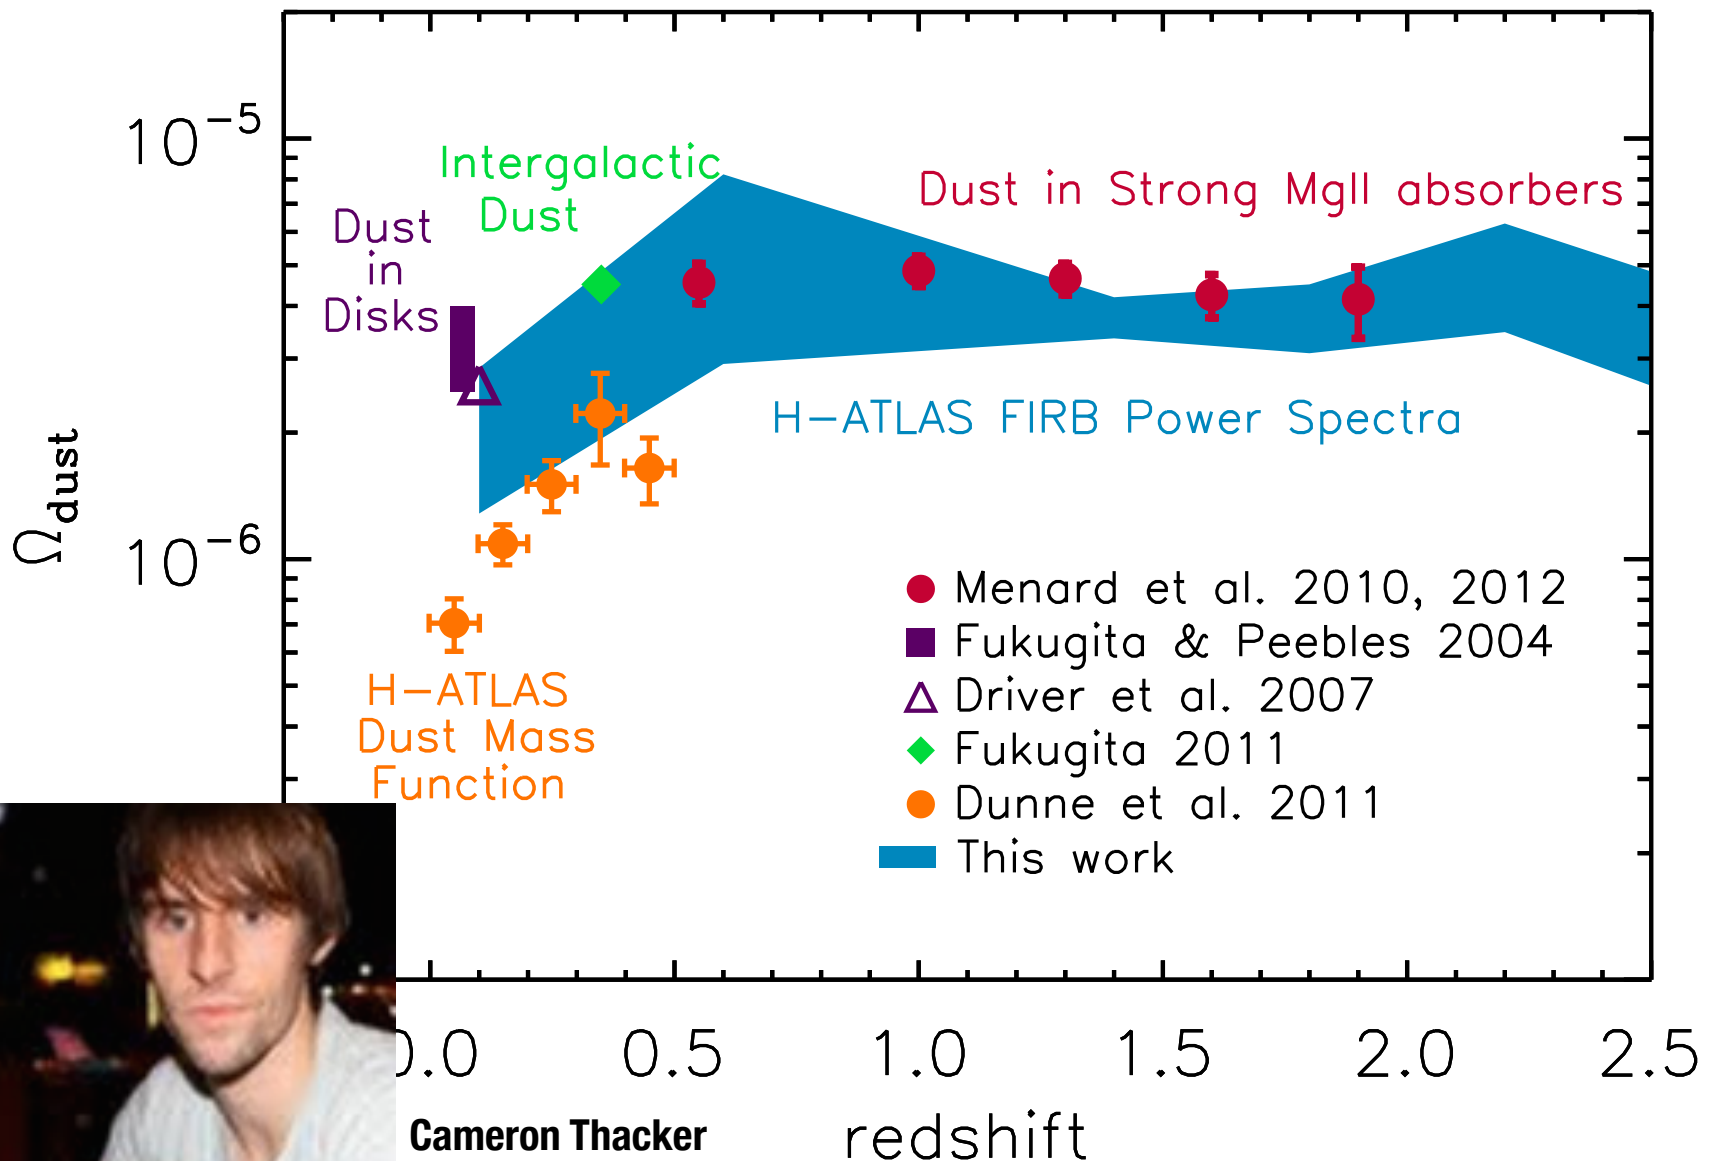 10−5
Intergalactic
Dust
Dust in Strong MgII absorbers
Dust
in
Disks
H−ATLAS FIRB Power Spectra
Ωdust
10−6
Menard et al. 2010, 2012
Fukugita & Peebles 2004
Driver et al. 2007
Fukugita 2011
Dunne et al. 2011
This work
H−ATLAS
Dust Mass
Function
0.0 0.5 1.0 1.5 2.0 2.5
Cameron Thacker
redshift